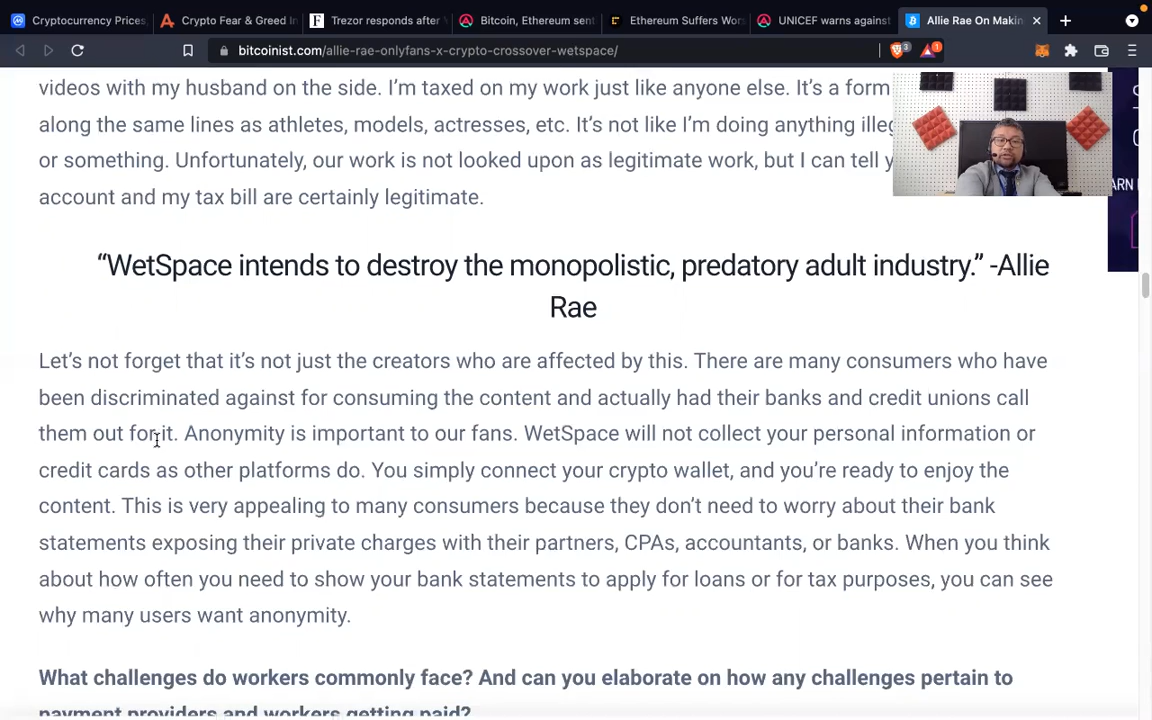 Cryptocurrency Prices,
Crypto Fear & Greed In
Trezor responds after
Bitcoin, Ethereum sent
Ethereum Suffers Wors
UNICEF warns against
Allie Rae On Makin
bitcoinist.com/allie-rae-onlyfans-x-crypto-crossover-wetspace/
3
1
videos with my husband on the side. I'm taxed on my work just like anyone else. It's a form
along the same lines as athletes, models, actresses, etc. It's not like I'm doing anything
or something. Unfortunately, our work is not looked upon as legitimate work, but I can tell
account and my tax bill are certainly legitimate.
ARN
“WetSpace intends to destroy the monopolistic, predatory adult industry.” -Allie
Rae
Let's not forget that it's not just the creators who are affected by this. There are many consumers who have
been discriminated against for consuming the content and actually had their banks and credit unions call
them out for it. Anonymity is important to our fans. WetSpace will not collect your personal information or
credit cards as other platforms do. You simply connect your crypto wallet, and you're ready to enjoy the
content. This is very appealing to many consumers because they don't need to worry about their bank
statements exposing their private charges with their partners, CPAs, accountants, or banks. When you think
about how often you need to show your bank statements to apply for loans or for tax purposes, you can see
why many users want anonymity.
What challenges do workers commonly face? And can you elaborate on how any challenges pertain to
payment providers and workers getting paid?